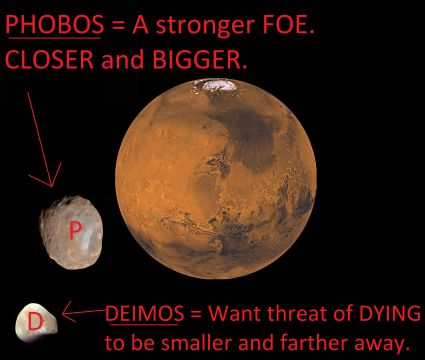 PHOBOS = A stronger FOE.
CLOSER and BIGGER.
P
D
DEIMOS = Want threat of DYING
to be smaller and farther away.